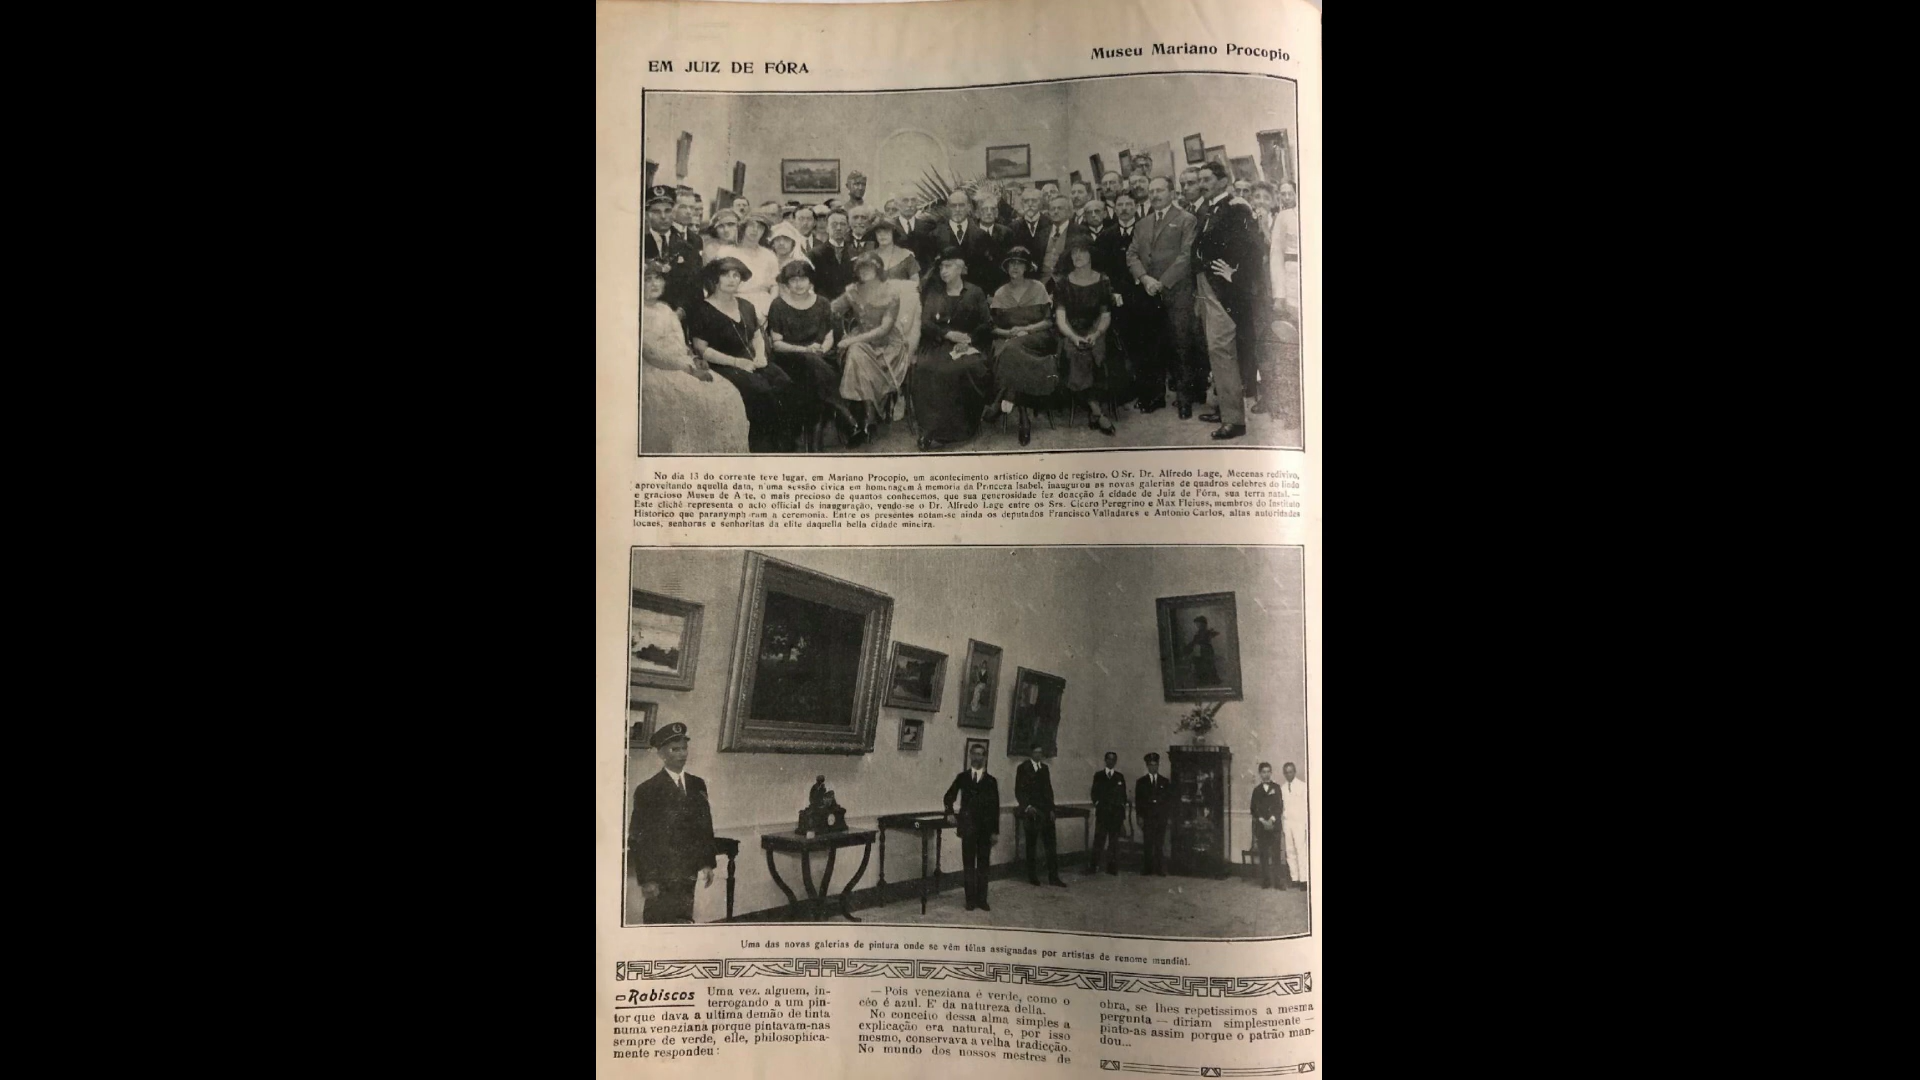 EM JUIZ DE FÓRA
Museu Mariano Procopio
No dia 13 do corrente teve lugar, em Mariano Procopio, um acontecimento artistico digno de registro. O Sr. Dr. Alfredo Lage, Mecenas redivivo,
aproveitando aquella data, n'uma sessão civica em homenagem á memoria da Princeza Isabel, inaugurou as novas galerias de quadros celebres do lindo
e gracioso Museu de A te, o mais precioso de quantos conhecemos, que sua generosidade fez doacção á cidade de Juiz de Fóra, sua terra natal. —
Este clichê representa o acto official da inauguração, vendo-se o Dr. Alfredo Lage entre os Srs. Cicero Peregrino e Max Fleiuss, membros do Instituto
Historico que paranymph ram a ceremonia. Entre os presentes notam-se ainda os deputados Francisco Valladares e Antonio Carlos, altas autoridades
locaes, senhoras e senhoritas da elite daquella bella cidade mineira.
Uma das novas galerias de pintura onde se vêm télas assignadas por artistas de renome mundial.
Rabiscos
Uma vez. alguem, in-
terrogando a um pin-
tor que dava a ultima demão de tinta
numa veneziana porque pintavam-nas
sempre de verde, elle, philosophica-
mente respondeu:
— Pois veneziana é verde, como o
céo é azul. E' da natureza della.
No conceito dessa alma simples a
explicação era natural, e, por isso
mesmo, conservava a velha tradicção.
No mundo dos nossos mestres de
obra, se lhes repetissimos a mesma
pergunta — diriam simplesmente —
pinto-as assim porque o patrão man-
dou...